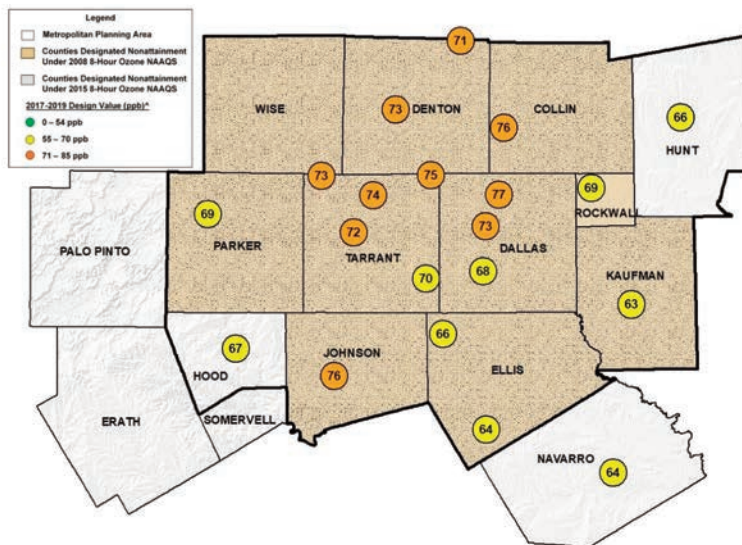 Legend
Metropolitan Planning Area
Counties Designated Nonattainment
Under 2008 8-Hour Ozone NAAQS
Counties Designated Nonattainment
Under 2015 8-Hour Ozone NAAQS
2017-2019 Design Value (ppb)^
0 – 54 ppb
55 – 70 ppb
71 – 85 ppb
71
WISE
73
DENTON
COLLIN
76
66
HUNT
73
75
74
77
69
ROCKWALL
69
PARKER
72
TARRANT
73
DALLAS
70
68
PALO PINTO
KAUFMAN
63
67
HOOD
JOHNSON
76
66
ELLIS
64
ERATH
SOMERVELL
NAVARRO
64